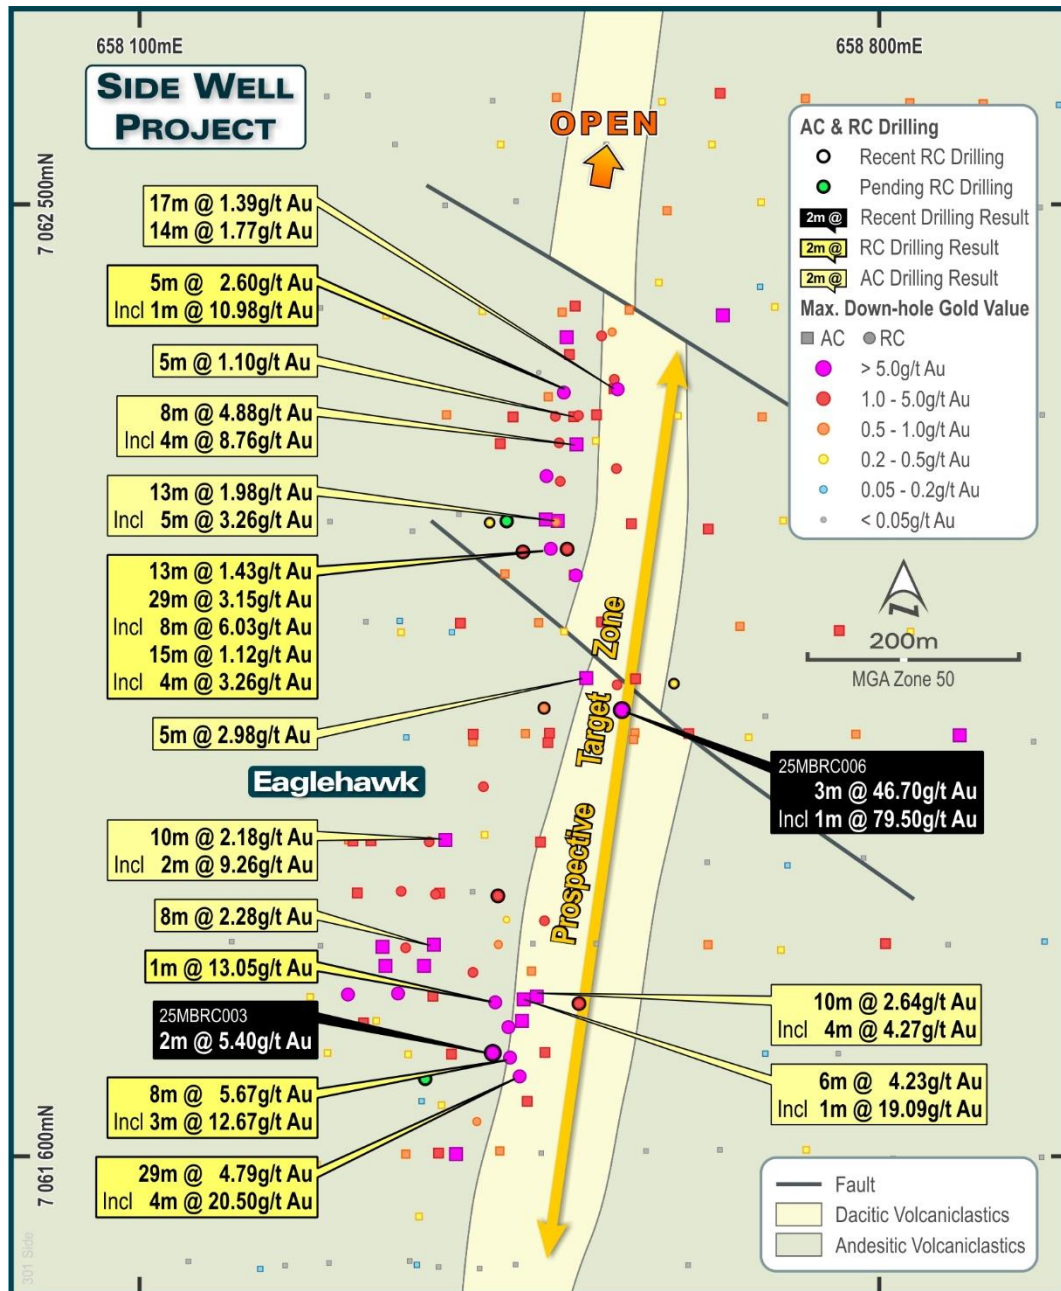 658 100mE
658 800mE
SIDE WELL
PROJECT
OPEN
7 062 500mN
AC & RC Drilling
Recent RC Drilling
Pending RC Drilling
2m @ Recent Drilling Result
2m @ RC Drilling Result
2m @ AC Drilling Result
Max. Down-hole Gold Value
AC RC
> 5.0g/t Au
1.0 - 5.0g/t Au
0.5 - 1.0g/t Au
0.2 - 0.5g/t Au
0.05 - 0.2g/t Au
< 0.05g/t Au
17m @ 1.39g/t Au
14m @ 1.77g/t Au
5m @ 2.60g/t Au
Incl 1m @ 10.98g/t Au
5m @ 1.10g/t Au
8m @ 4.88g/t Au
Incl 4m @ 8.76g/t Au
13m @ 1.98g/t Au
Incl 5m @ 3.26g/t Au
13m @ 1.43g/t Au
29m @ 3.15g/t Au
Incl 8m @ 6.03g/t Au
15m @ 1.12g/t Au
Incl 4m @ 3.26g/t Au
5m @ 2.98g/t Au
N
200m
MGA Zone 50
Prospective Target Zone
Eaglehawk
25MBRC006
3m @ 46.70g/t Au
Incl 1m @ 79.50g/t Au
10m @ 2.18g/t Au
Incl 2m @ 9.26g/t Au
8m @ 2.28g/t Au
1m @ 13.05g/t Au
25MBRC003
2m @ 5.40g/t Au
8m @ 5.67g/t Au
Incl 3m @ 12.67g/t Au
29m @ 4.79g/t Au
Incl 4m @ 20.50g/t Au
10m @ 2.64g/t Au
Incl 4m @ 4.27g/t Au
6m @ 4.23g/t Au
Incl 1m @ 19.09g/t Au
7 061 600mN
Fault
Dacitic Volcaniclastics
Andesitic Volcaniclastics
301 Side